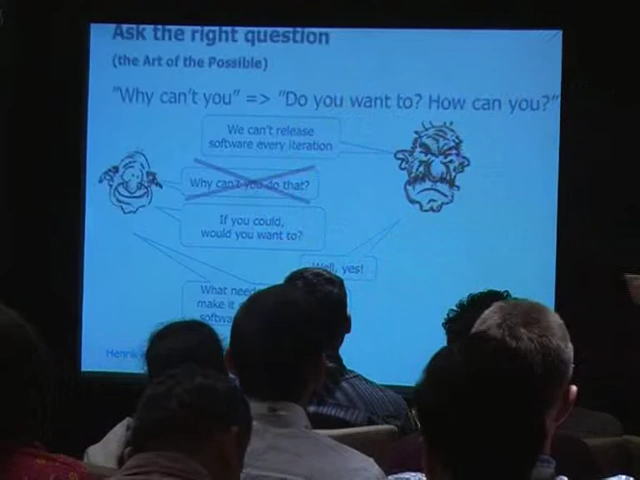 Ask the right question
(the Art of the Possible)
"Why can't you" => "Do you want to? How can you?"
We can't release
software every iteration
Why can't you do that?
If you could,
would you want to?
Well, yes!
What
make it
Henrik